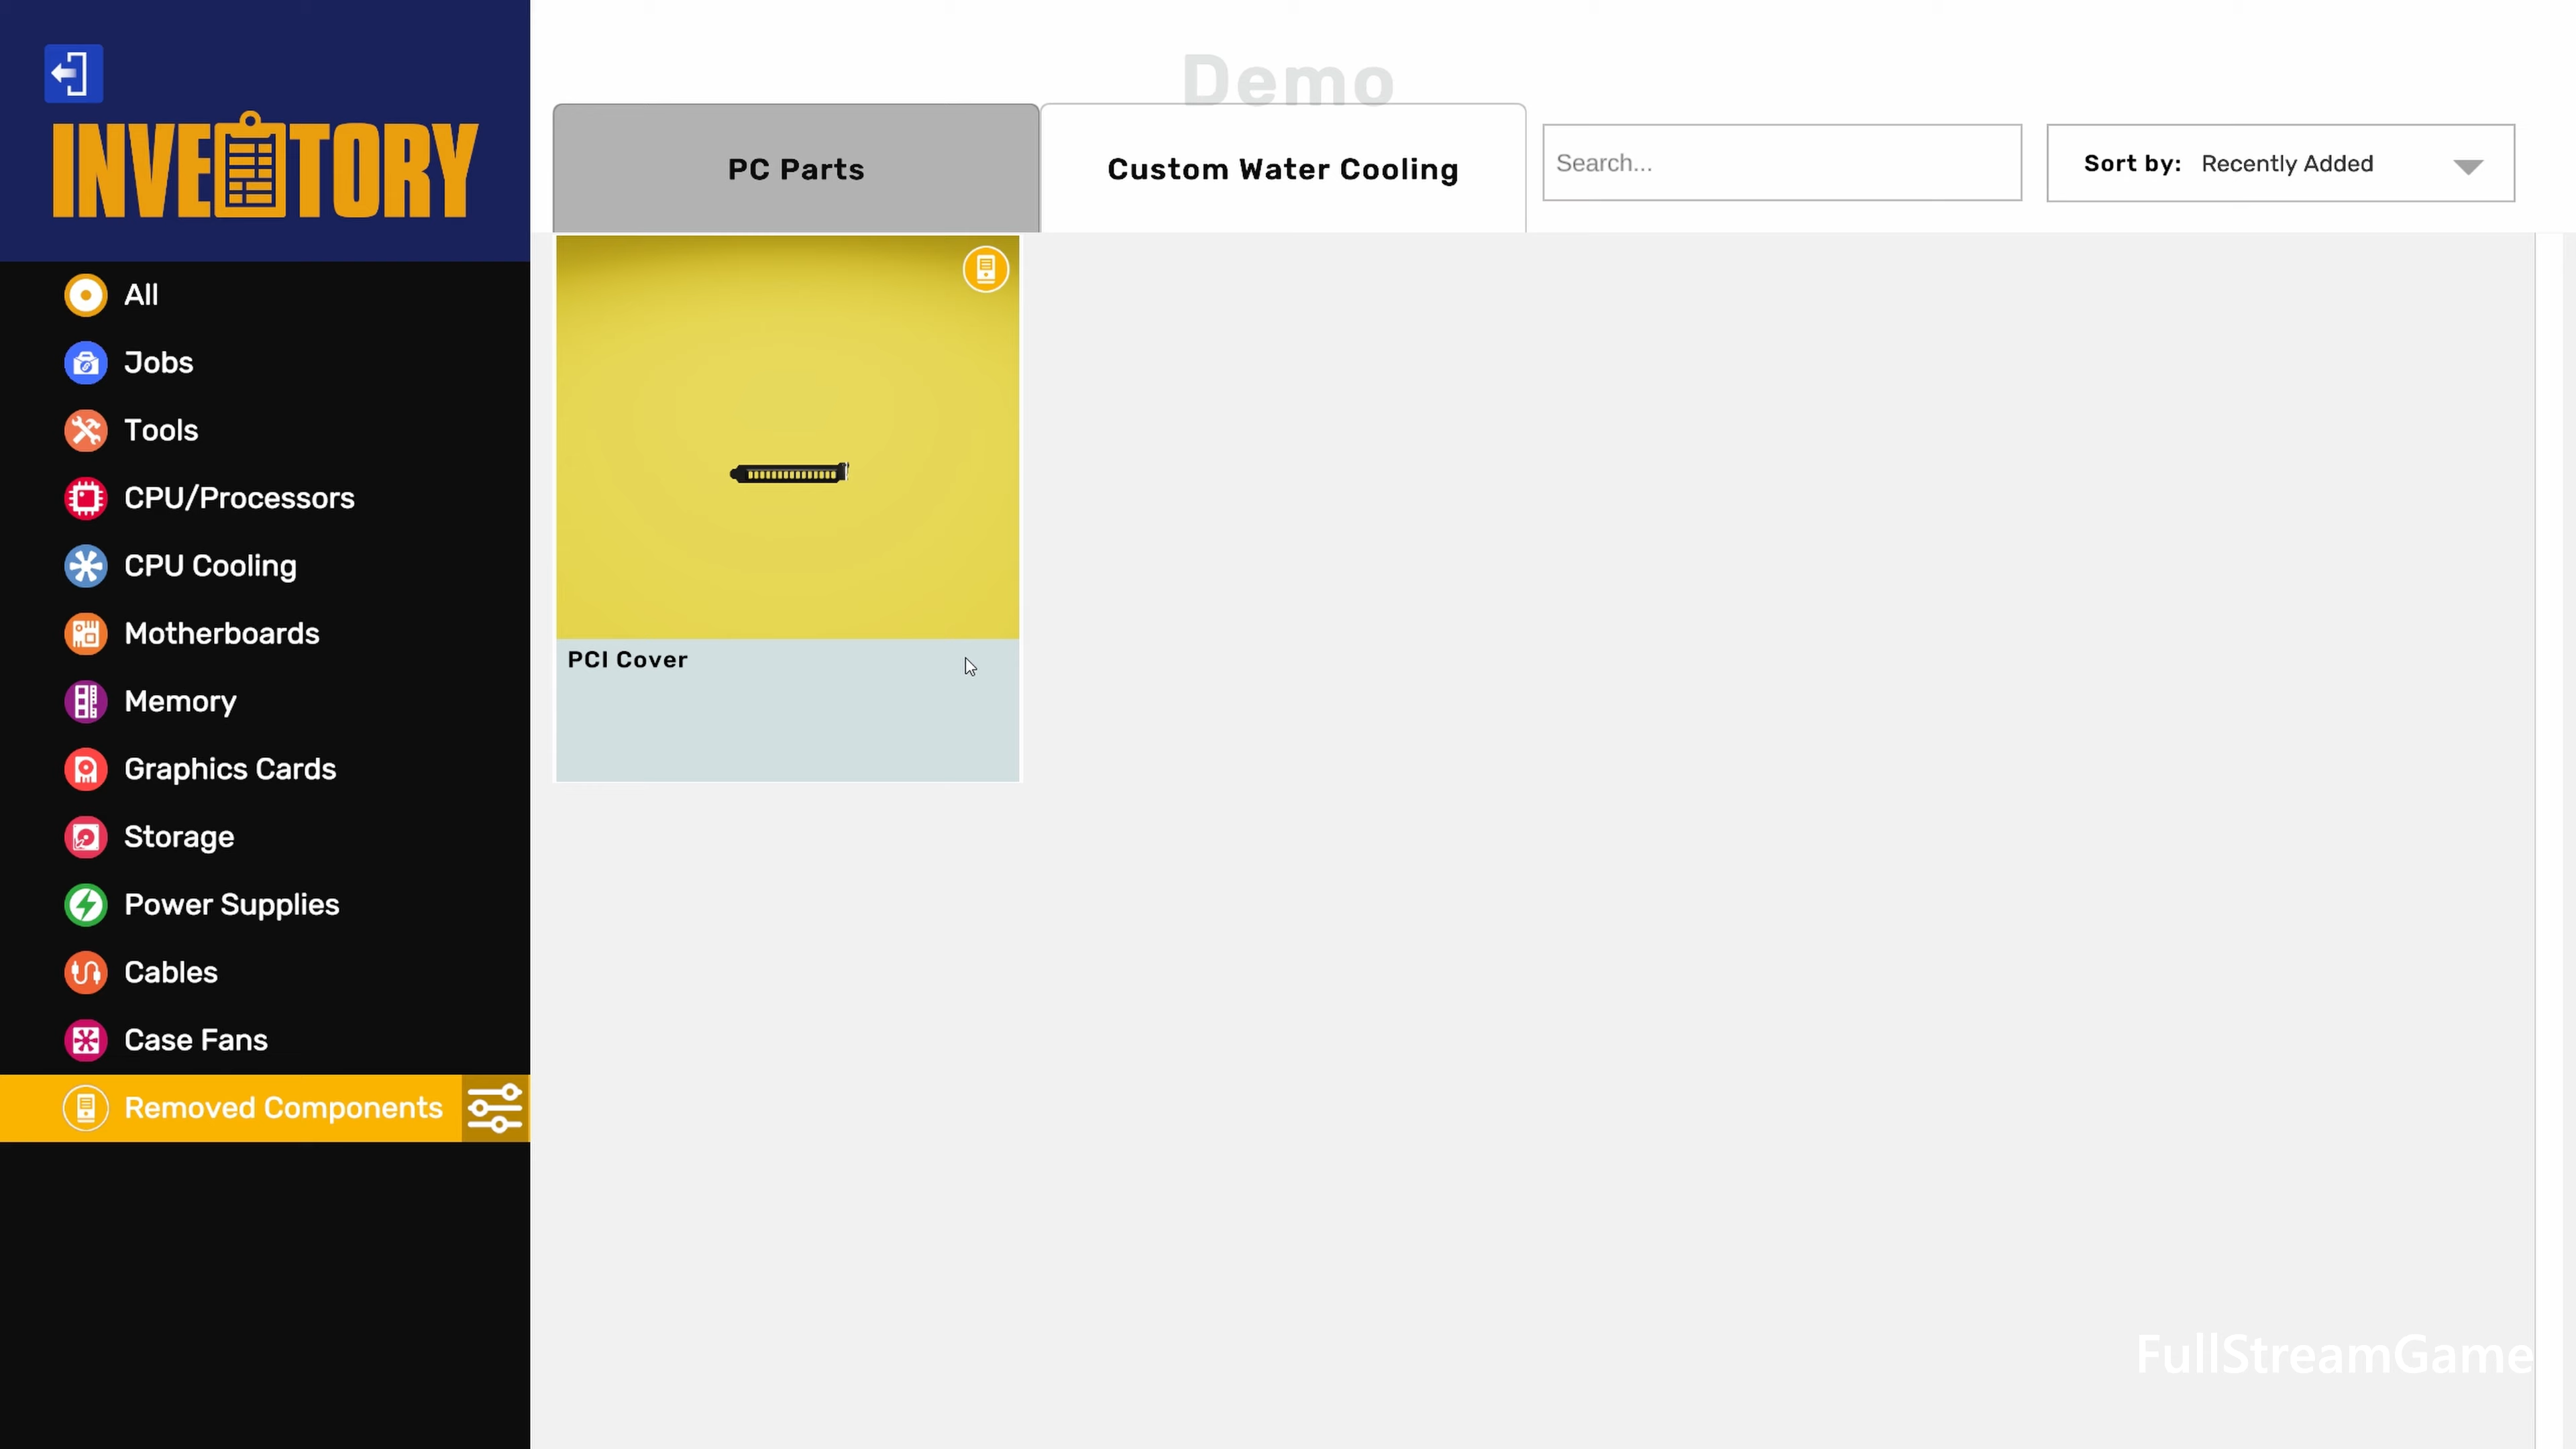 INVENTORY
All
Jobs
Tools
CPU/Processors
CPU Cooling
Motherboards
Memory
Graphics Cards
Storage
Power Supplies
Cables
Case Fans
Removed Components
Demo
PC Parts
Custom Water Cooling
Search...
Sort by: Recently Added
PCI Cover
FullStreamGame